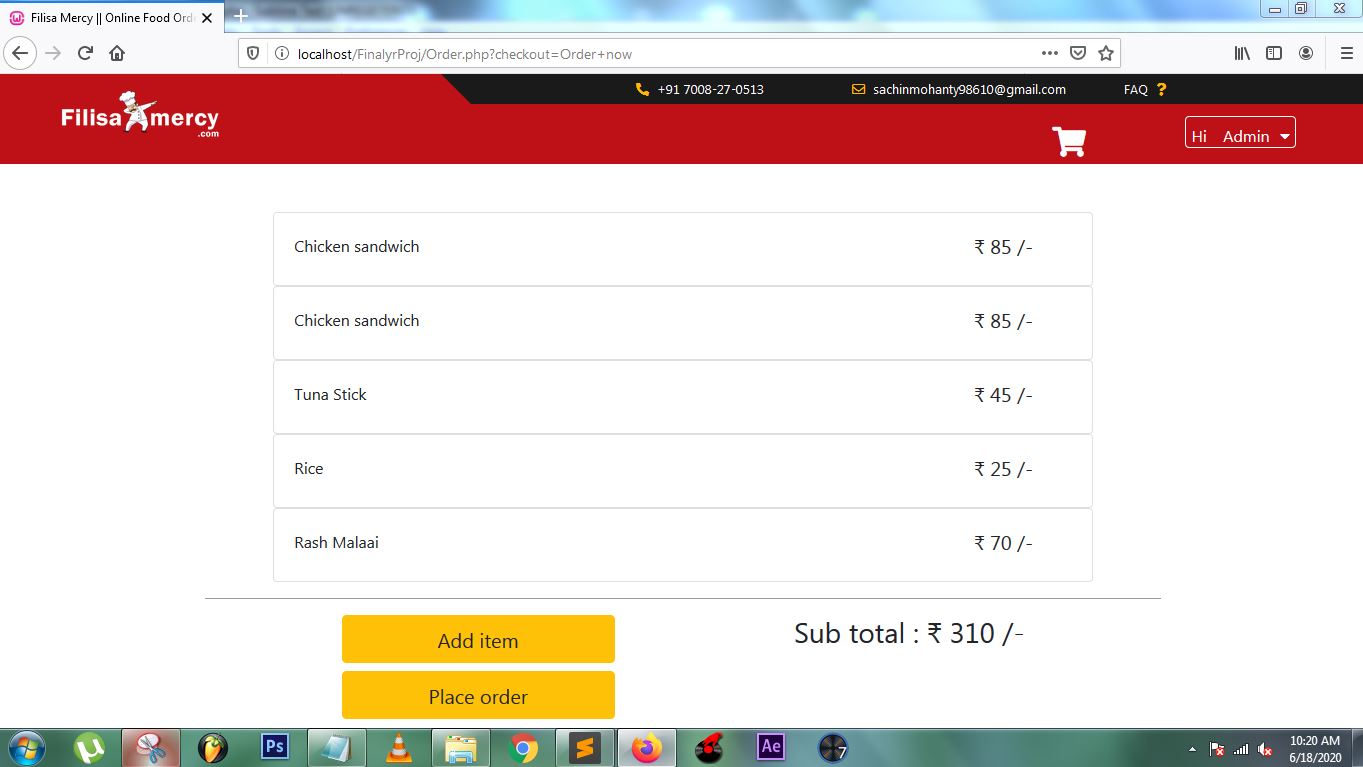 Filisa Mercy || Online Food Ord
localhost/FinalyrProj/Order.php?checkout=Order+now
+91 7008-27-0513 sachinmohanty98610@gmail.com FAQ ?
Filisa mercy
.com
Hi Admin
Chicken sandwich ₹ 85 /-
Chicken sandwich ₹ 85 /-
Tuna Stick ₹ 45 /-
Rice ₹ 25 /-
Rash Malaai ₹ 70 /-
Add item Sub total : ₹ 310 /-
Place order
Ps Ae 7
10:20 AM
6/18/2020